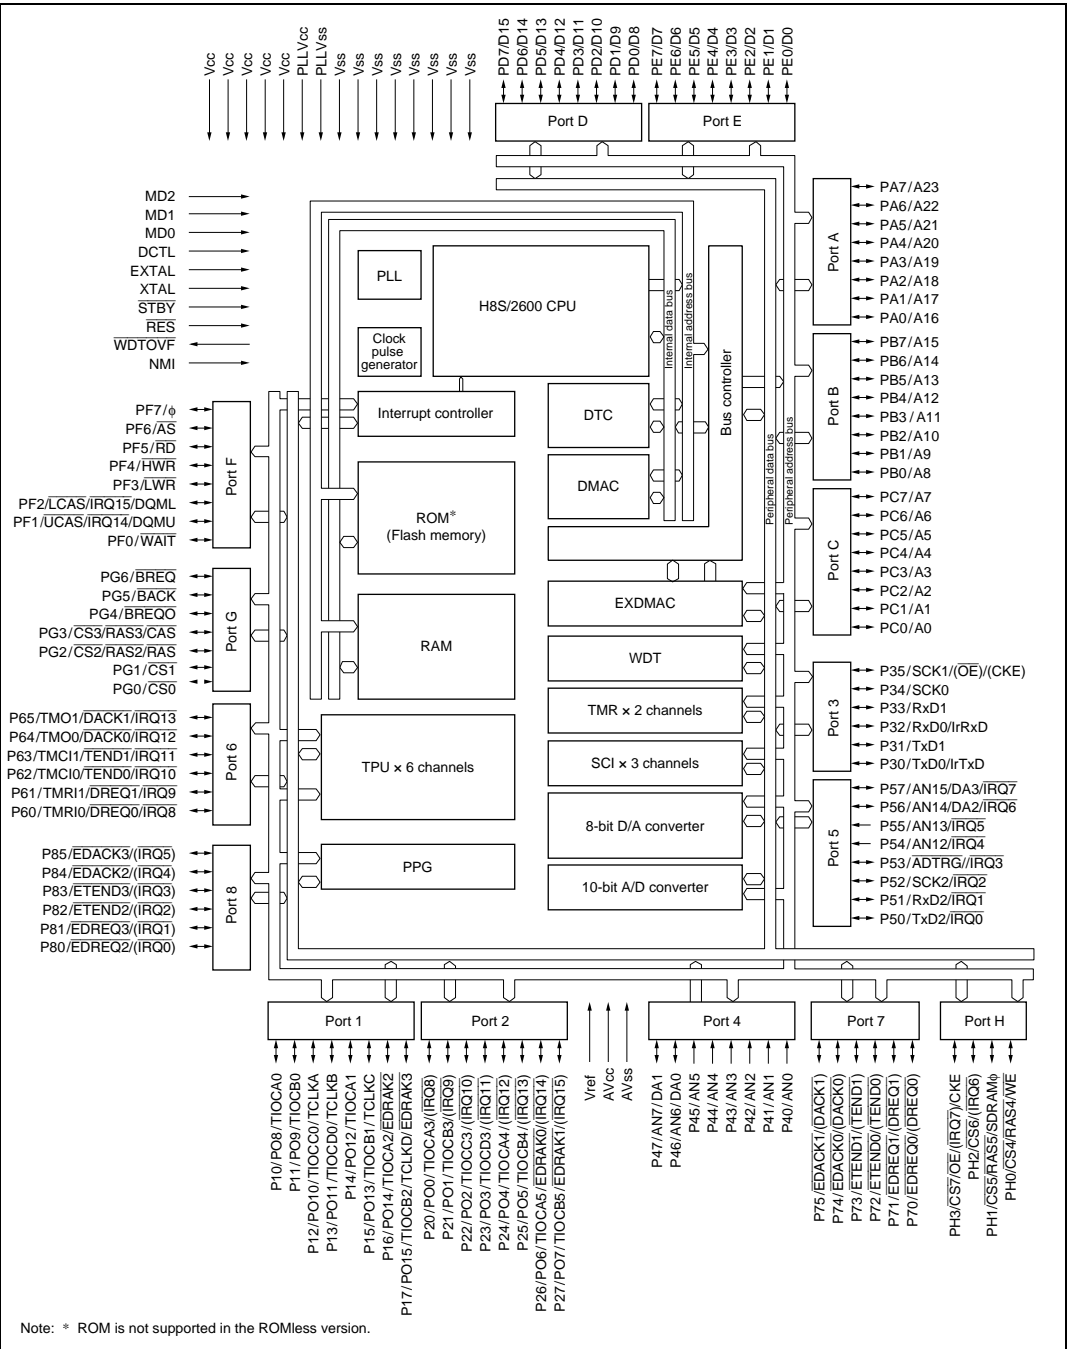 Vcc
Vcc
Vcc
Vcc
Vcc
PLLVcc
PLLVss
Vss
Vss
Vss
Vss
Vss
Vss
Vss
Vss
PD7/D15
PD6/D14
PD5/D13
PD4/D12
PD3/D11
PD2/D10
PD1/D9
PD0/D8
PE7/D7
PE6/D6
PE5/D5
PE4/D4
PE3/D3
PE2/D2
PE1/D1
PE0/D0
Port D
Port E
MD2
MD1
MD0
DCTL
EXTAL
XTAL
STBY
RES
WDTOVF
NMI
PF7/ϕ
PF6/AS
PF5/RD
PF4/HWR
PF3/LWR
PF2/LCAS/IRQ15/DQML
PF1/UCAS/IRQ14/DQMU
PF0/WAIT
Port F
PG6/BREQ
PG5/BACK
PG4/BREQO
PG3/CS3/RAS3/CAS
PG2/CS2/RAS2/RAS
PG1/CS1
PG0/CS0
Port G
P65/TMO1/DACK1/IRQ13
P64/TMO0/DACK0/IRQ12
P63/TMCI1/TEND1/IRQ11
P62/TMCI0/TEND0/IRQ10
P61/TMRI1/DREQ1/IRQ9
P60/TMRI0/DREQ0/IRQ8
Port 6
P85/EDACK3/(IRQ5)
P84/EDACK2/(IRQ4)
P83/ETEND3/(IRQ3)
P82/ETEND2/(IRQ2)
P81/EDREQ3/(IRQ1)
P80/EDREQ2/(IRQ0)
Port 8
PLL
H8S/2600 CPU
Clock
pulse
generator
Interrupt controller
DTC
DMAC
ROM*
(Flash memory)
RAM
TPU × 6 channels
PPG
Internal data bus
Internal address bus
Bus controller
Peripheral data bus
Peripheral address bus
EXDMAC
WDT
TMR × 2 channels
SCI × 3 channels
8-bit D/A converter
10-bit A/D converter
Port A
PA7/A23
PA6/A22
PA5/A21
PA4/A20
PA3/A19
PA2/A18
PA1/A17
PA0/A16
Port B
PB7/A15
PB6/A14
PB5/A13
PB4/A12
PB3/A11
PB2/A10
PB1/A9
PB0/A8
Port C
PC7/A7
PC6/A6
PC5/A5
PC4/A4
PC3/A3
PC2/A2
PC1/A1
PC0/A0
Port 3
P35/SCK1/(OE)/(CKE)
P34/SCK0
P33/RxD1
P32/RxD0/IrRxD
P31/TxD1
P30/TxD0/IrTxD
Port 5
P57/AN15/DA3/IRQ7
P56/AN14/DA2/IRQ6
P55/AN13/IRQ5
P54/AN12/IRQ4
P53/ADTRG//IRQ3
P52/SCK2/IRQ2
P51/RxD2/IRQ1
P50/TxD2/IRQ0
Port 1
Port 2
Port 4
Port 7
Port H
P10/PO8/TIOCA0
P11/PO9/TIOCB0
P12/PO10/TIOCC0/TCLKA
P13/PO11/TIOCD0/TCLKB
P14/PO12/TIOCA1
P15/PO13/TIOCB1/TCLKC
P16/PO14/TIOCA2/EDRAK2
P17/PO15/TIOCB2/TCLKD/EDRAK3
P20/PO0/TIOCA3/(IRQ8)
P21/PO1/TIOCB3/(IRQ9)
P22/PO2/TIOCC3/(IRQ10)
P23/PO3/TIOCD3/(IRQ11)
P24/PO4/TIOCA4/(IRQ12)
P25/PO5/TIOCB4/(IRQ13)
P26/PO6/TIOCA5/EDRAK0/(IRQ14)
P27/PO7/TIOCB5/EDRAK1/(IRQ15)
Vref
AVcc
AVss
P47/AN7/DA1
P46/AN6/DA0
P45/AN5
P44/AN4
P43/AN3
P42/AN2
P41/AN1
P40/AN0
P75/EDACK1/(DACK1)
P74/EDACK0/(DACK0)
P73/ETEND1/(TEND1)
P72/ETEND0/(TEND0)
P71/EDREQ1/(DREQ1)
P70/EDREQ0/(DREQ0)
PH3/CS7/OE/(IRQ7)/CKE
PH2/CS6/(IRQ6)
PH1/CS5/RAS5/SDRAMϕ
PH0/CS4/RAS4/WE
Note: * ROM is not supported in the ROMless version.